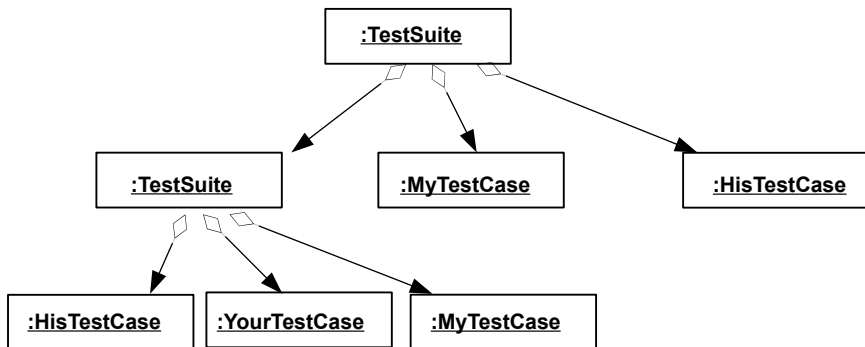 :TestSuite
:TestSuite
:MyTestCase
:HisTestCase
:HisTestCase
:YourTestCase
:MyTestCase